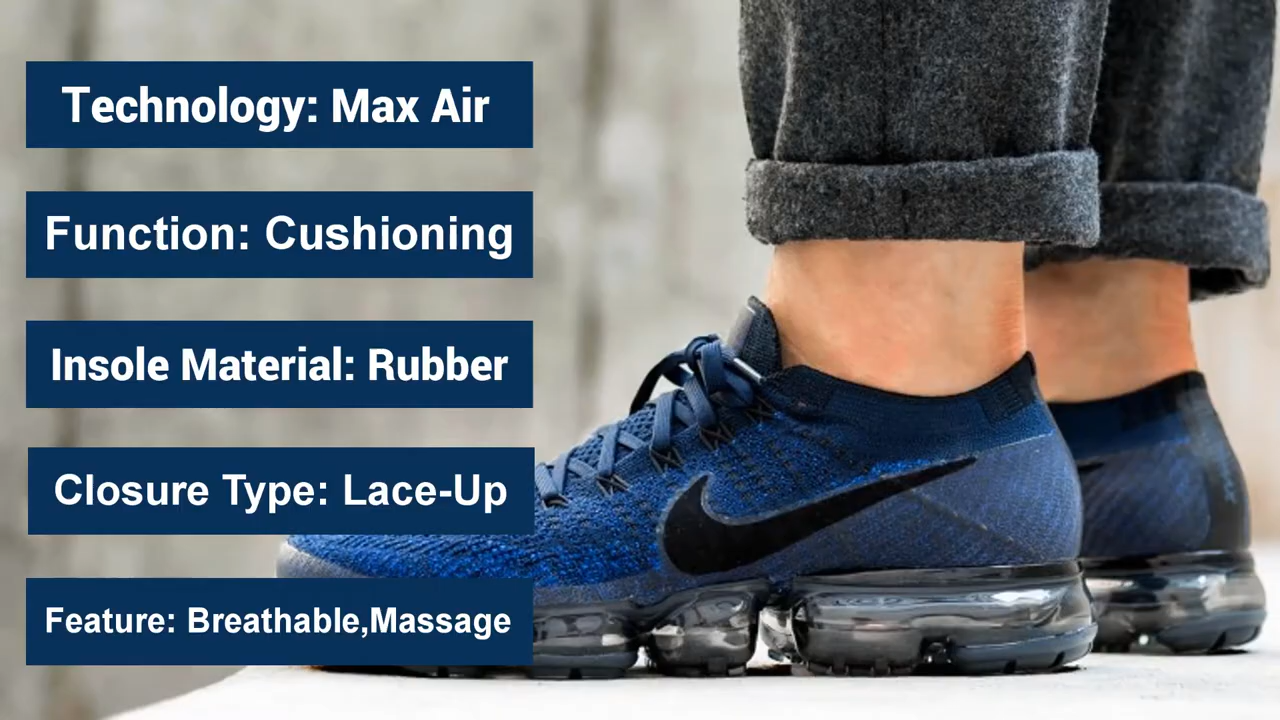 Technology: Max Air
Function: Cushioning
Insole Material: Rubber
Closure Type: Lace-Up
Feature: Breathable,Massage